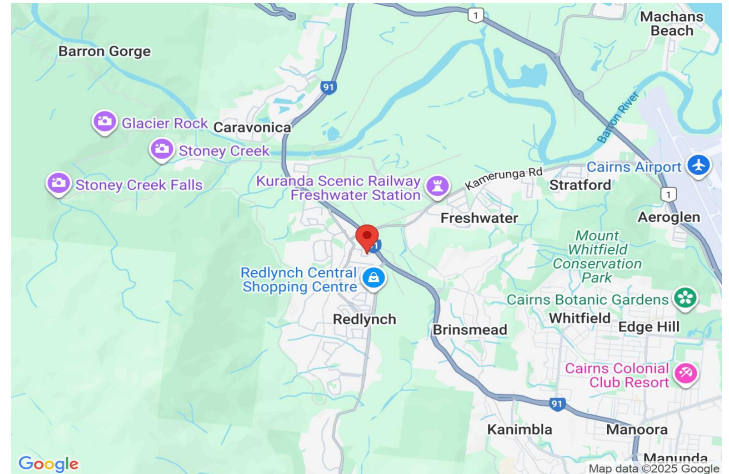 Machans
Beach
1
Barron Gorge
91
Glacier Rock
Caravonica
Barron River
Stoney Creek
Cairns Airport
Stoney Creek Falls
Kuranda Scenic Railway
Freshwater Station
Kamerunga Rd
Stratford
1
Freshwater
Aeroglen
Mount
Whitfield
Conservation
Park
Redlynch Central
Shopping Centre
Cairns Botanic Gardens
Redlynch
Brinsmead
Whitfield
Edge Hill
Cairns Colonial
Club Resort
91
Kanimbla
Manoora
Manunda
Google
Map data ©2025 Google